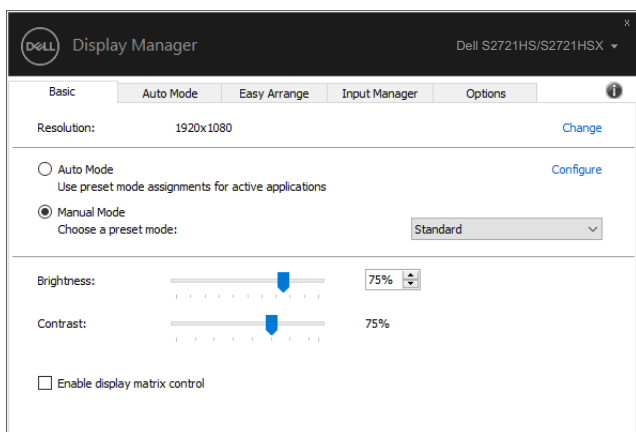 x
DELL Display Manager Dell S2721HS/S2721HSX
Basic Auto Mode Easy Arrange Input Manager Options i
Resolution: 1920x1080 Change
Auto Mode Configure
Use preset mode assignments for active applications
Manual Mode
Choose a preset mode: Standard
Brightness: 75%
Contrast: 75%
Enable display matrix control